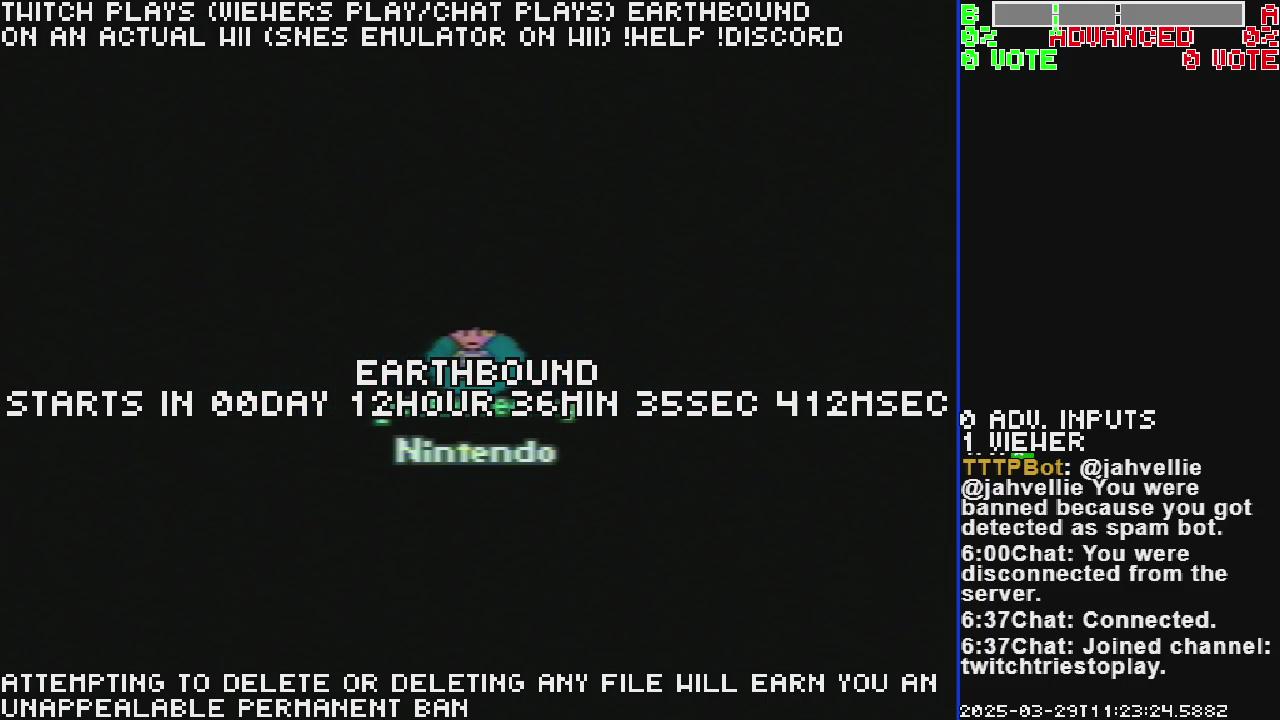 TWITCH PLAYS (VIEWERS PLAY/CHAT PLAYS) EARTHBOUND
ON AN ACTUAL WII (SNES EMULATOR ON WII) !HELP !DISCORD
B
A
0%
ADVANCED
0%
0 VOTE
0 VOTE
EARTHBOUND
STARTS IN 00DAY 12HOUR 36MIN 35SEC 412MSEC
Nintendo
0 ADV. INPUTS
1 VIEWER
TTTPBot: @jahvellie
@jahvellie You were
banned because you got
detected as spam bot.
6:00Chat: You were
disconnected from the
server.
6:37Chat: Connected.
6:37Chat: Joined channel:
twitchtriestoplay.
ATTEMPTING TO DELETE OR DELETING ANY FILE WILL EARN YOU AN
UNAPPEALABLE PERMANENT BAN
2025-03-29T11:23:24.588Z